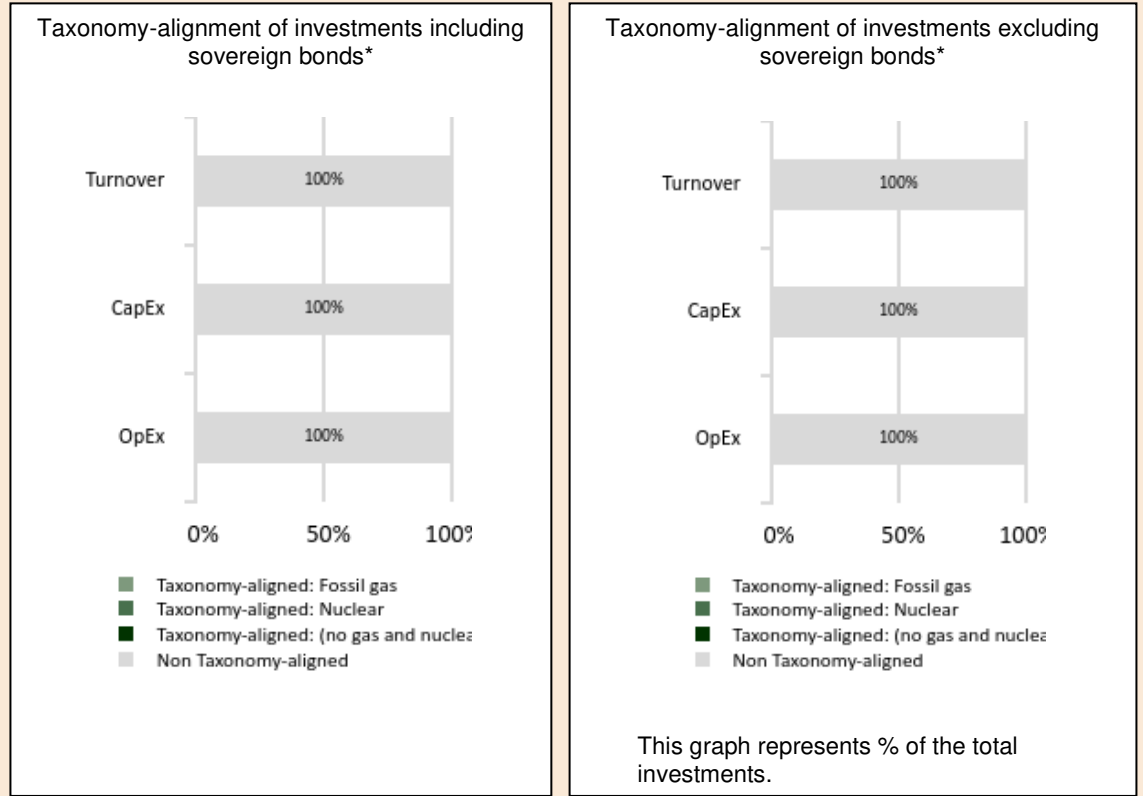 Taxonomy-alignment of investments including
sovereign bonds*
Turnover
100%
CapEx
100%
OpEx
100%
0% 50% 100%
Taxonomy-aligned: Fossil gas
Taxonomy-aligned: Nuclear
Taxonomy-aligned: (no gas and nuclea
Non Taxonomy-aligned
Taxonomy-alignment of investments excluding
sovereign bonds*
Turnover
100%
CapEx
100%
OpEx
100%
0% 50% 100%
Taxonomy-aligned: Fossil gas
Taxonomy-aligned: Nuclear
Taxonomy-aligned: (no gas and nuclea
Non Taxonomy-aligned
This graph represents % of the total
investments.